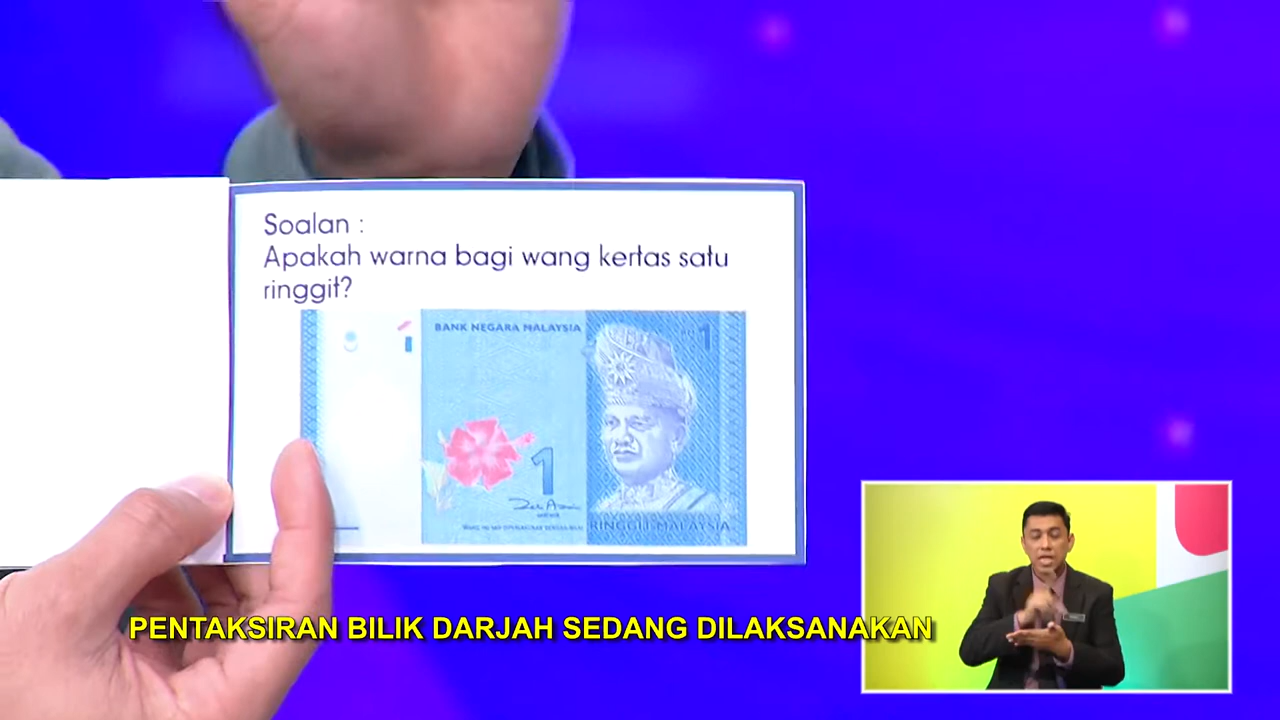 Soalan :
Apakah warna bagi wang kertas satu
ringgit?
BANK NEGARA MALAYSIA
1
1
RINGGIT MALAYSIA
PENTAKSIRAN BILIK DARJAH SEDANG DILAKSANAKAN